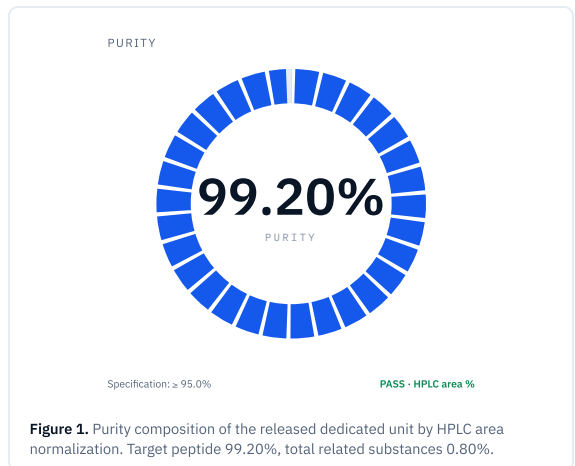 PURITY
99.20%
PURITY
Specification: ≥ 95.0%
PASS · HPLC area %
Figure 1. Purity composition of the released dedicated unit by HPLC area
normalization. Target peptide 99.20%, total related substances 0.80%.